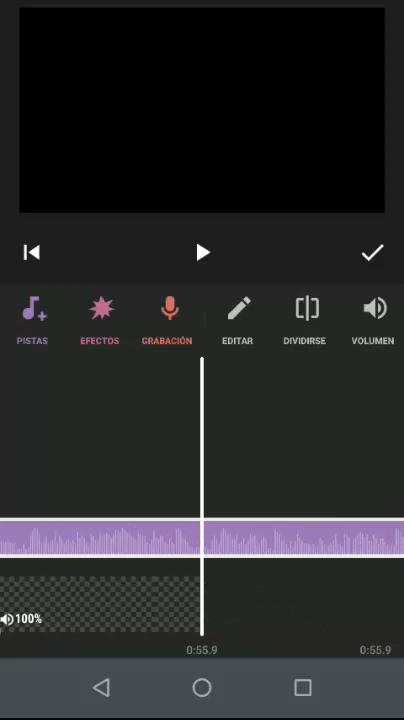 PISTAS EFECTOS GRABACIÓN EDITAR DIVIDIRSE VOLUMEN
100%
0:55.9 0:55.9